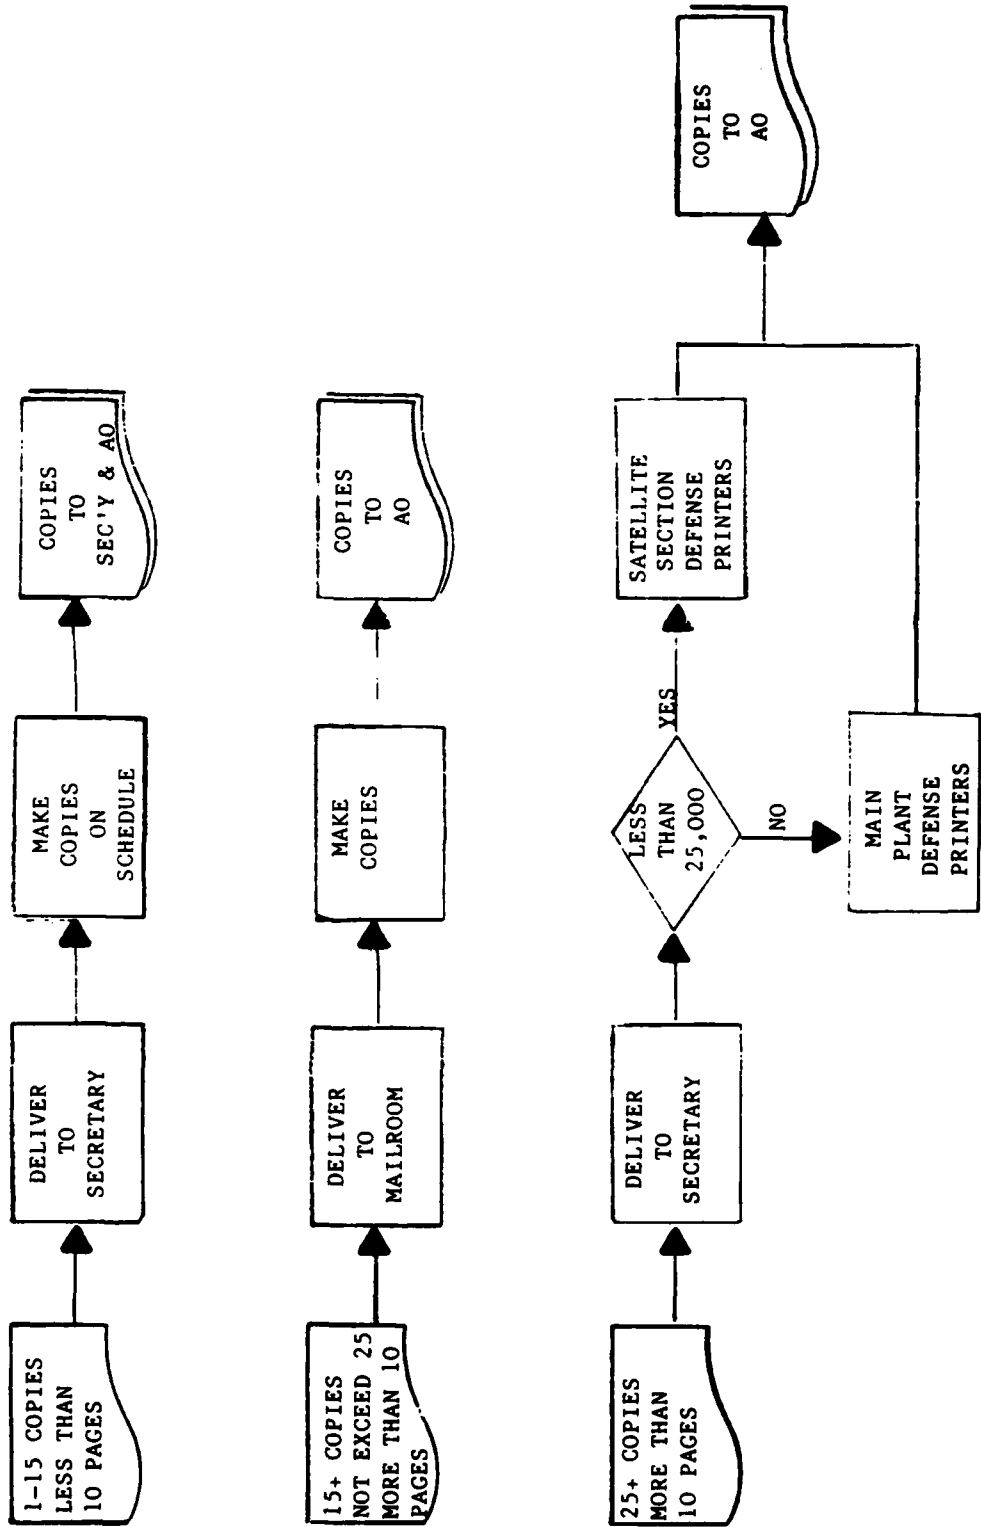 1-15 COPIES
LESS THAN
10 PAGES
DELIVER
TO
SECRETARY
MAKE
COPIES
ON
SCHEDULE
COPIES
TO
SEC'Y & AO
15+ COPIES
NOT EXCEED 25
MORE THAN 10
PAGES
DELIVER
TO
MAILROOM
MAKE
COPIES
COPIES
TO
AO
25+ COPIES
MORE THAN
10 PAGES
DELIVER
TO
SECRETARY
LESS
THAN
25,000
YES
NO
SATELLITE
SECTION
DEFENSE
PRINTERS
MAIN
PLANT
DEFENSE
PRINTERS
COPIES
TO
AO